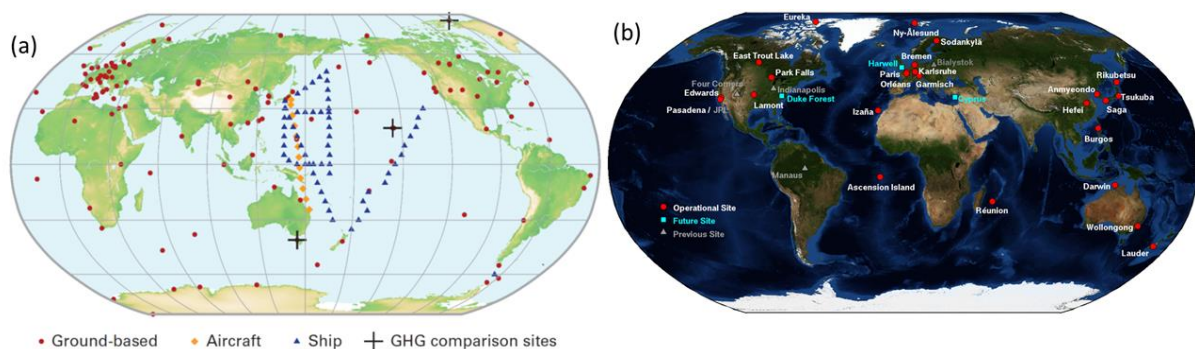 (a)
Ground-based
Aircraft
Ship
GHG comparison sites
(b)
Eureka
Ny-Ålesund
Sodankylä
East Trout Lake
Bremen
Harwell
Bialystok
Park Falls
Paris
Karlsruhe
Rikubetsu
Four Corners
Indianapolis
Orléans
Garmisch
Edwards
Lamont
Duke Forest
Cyprus
Anmyeondo
Tsukuba
Pasadena / JPL
Izaña
Hefei
Saga
Burgos
Manaus
Ascension Island
Darwin
Operational Site
Réunion
Future Site
Wollongong
Previous Site
Lauder